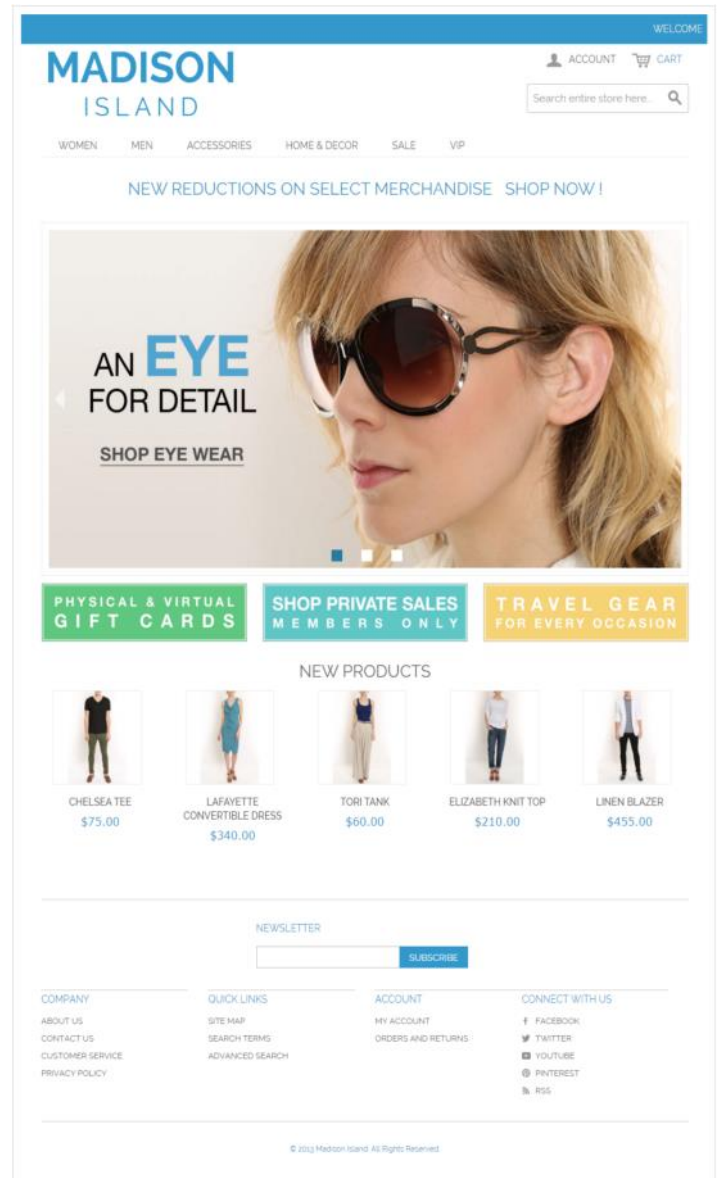 WELCOME
MADISON
ISLAND
ACCOUNT CART
Search entire store here...
WOMEN MEN ACCESSORIES HOME & DECOR SALE VIP
NEW REDUCTIONS ON SELECT MERCHANDISE SHOP NOW !
AN EYE
FOR DETAIL
SHOP EYE WEAR
PHYSICAL & VIRTUAL
GIFT CARDS
SHOP PRIVATE SALES
MEMBERS ONLY
TRAVEL GEAR
FOR EVERY OCCASION
NEW PRODUCTS
CHELSEA TEE
$75.00
LAFAYETTE
CONVERTIBLE DRESS
$340.00
TORI TANK
$60.00
ELIZABETH KNIT TOP
$210.00
LINEN BLAZER
$455.00
NEWSLETTER
SUBSCRIBE
COMPANY
ABOUT US
CONTACT US
CUSTOMER SERVICE
PRIVACY POLICY
QUICK LINKS
SITE MAP
SEARCH TERMS
ADVANCED SEARCH
ACCOUNT
MY ACCOUNT
ORDERS AND RETURNS
CONNECT WITH US
FACEBOOK
TWITTER
YOUTUBE
PINTEREST
RSS
© 2013 Madison Island. All Rights Reserved.